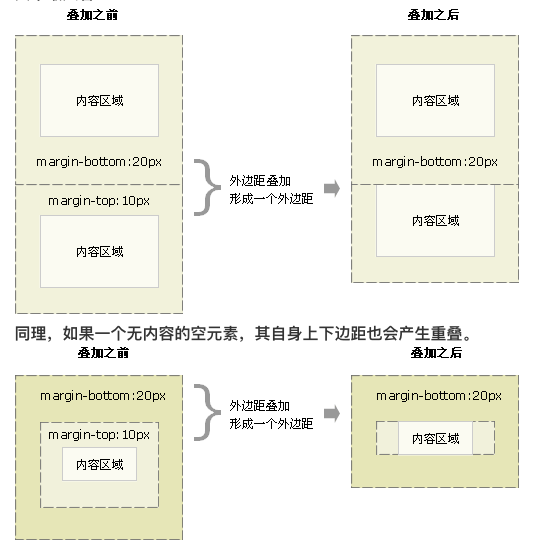 叠加之前
叠加之后
内容区域
内容区域
margin-bottom:20px
margin-bottom:20px
margin-top:10px
外边距叠加
形成一个外边距
内容区域
内容区域
同理，如果一个无内容的空元素，其自身上下边距也会产生重叠。
叠加之前
叠加之后
margin-bottom:20px
margin-bottom:20px
外边距叠加
形成一个外边距
margin-top:10px
内容区域
内容区域